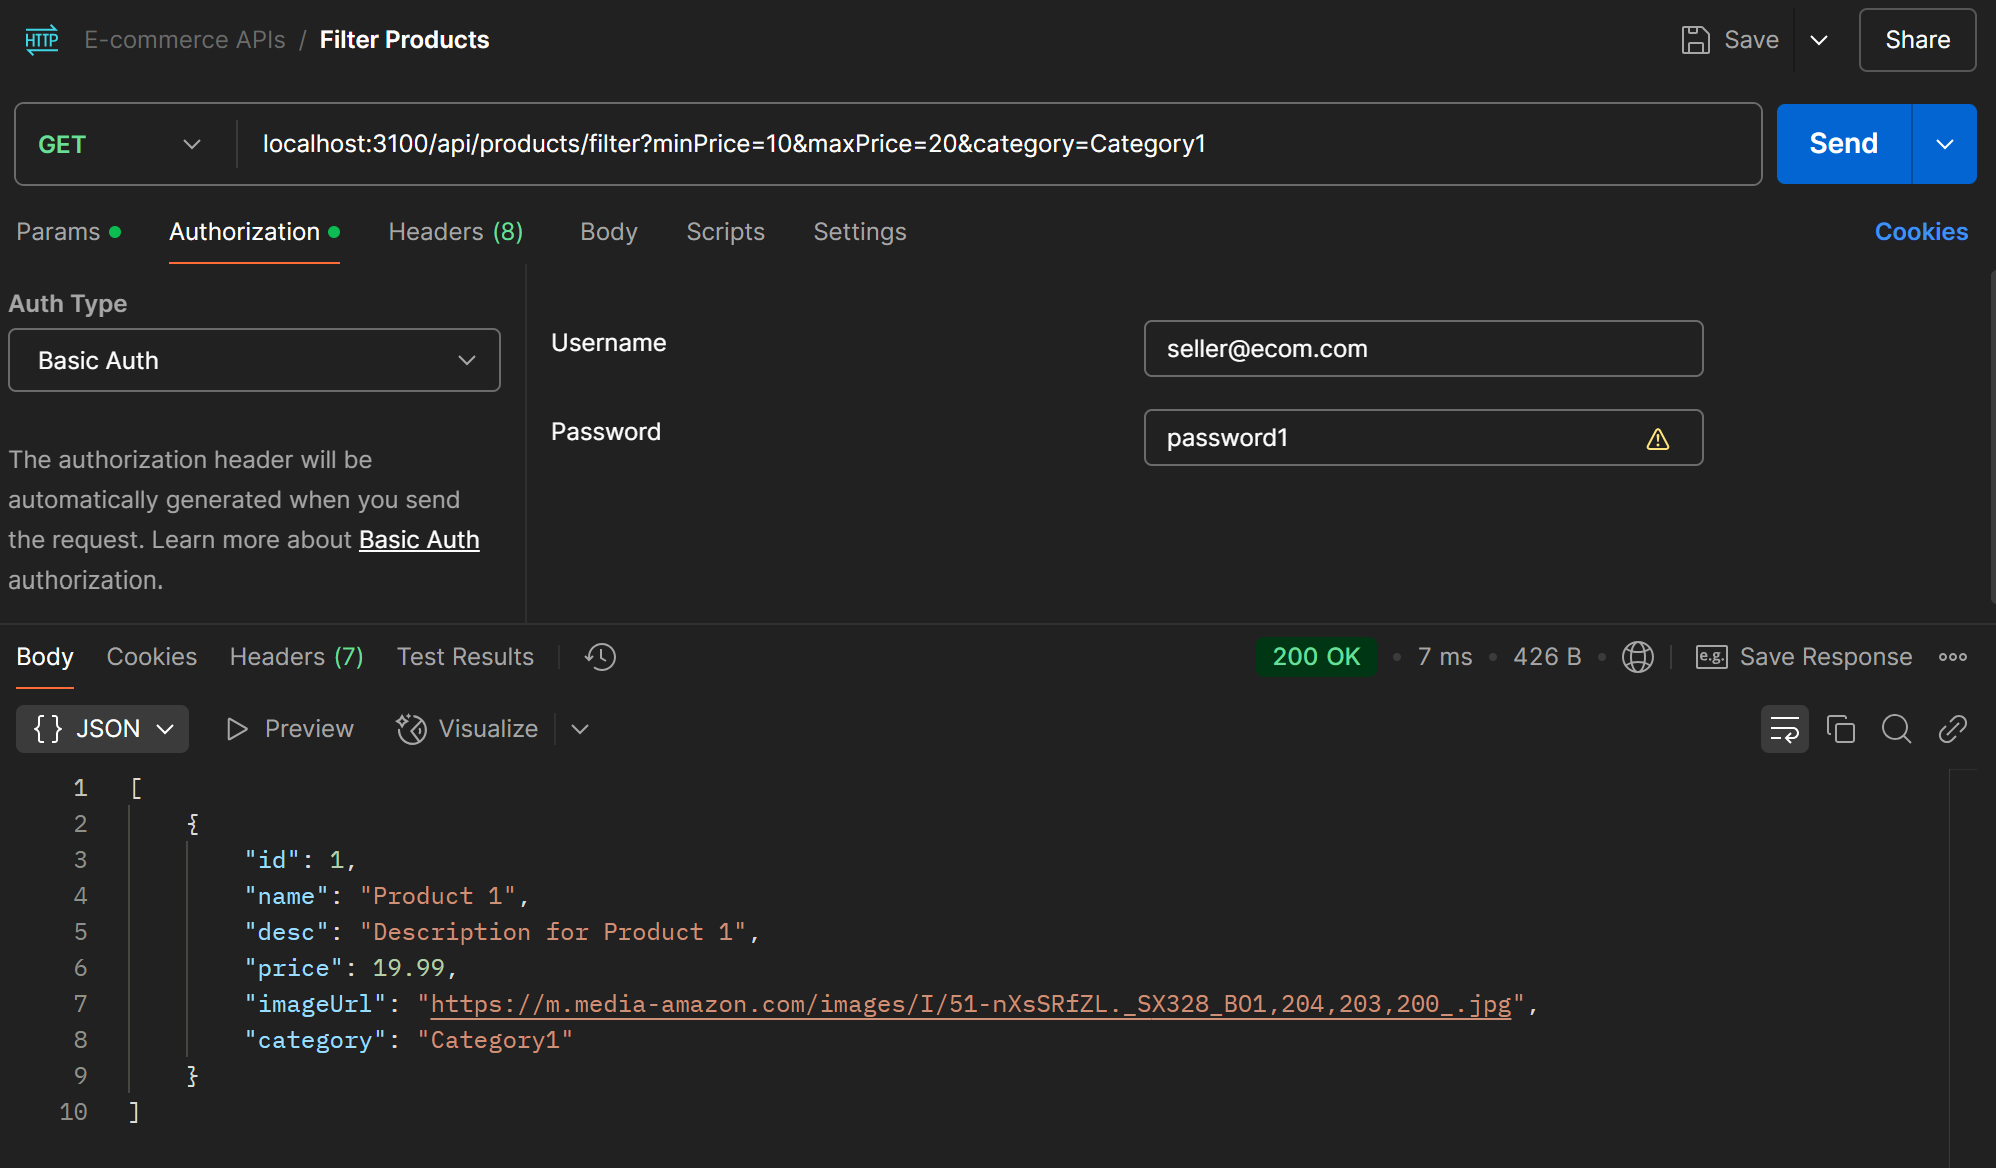 HTTP E-commerce APIs / Filter Products Save Share
GET localhost:3100/api/products/filter?minPrice=10&maxPrice=20&category=Category1 Send
Params Authorization Headers (8) Body Scripts Settings Cookies
Auth Type
Basic Auth
The authorization header will be
automatically generated when you send
the request. Learn more about Basic Auth
authorization.
Username seller@ecom.com
Password password1
Body Cookies Headers (7) Test Results 200 OK • 7 ms • 426 B • e.g. Save Response
{} JSON Preview Visualize
1 [
2 {
3 "id": 1,
4 "name": "Product 1",
5 "desc": "Description for Product 1",
6 "price": 19.99,
7 "imageUrl": "https://m.media-amazon.com/images/I/51-nXsSRfZL._SX328_BO1,204,203,200_.jpg",
8 "category": "Category1"
9 }
10 ]